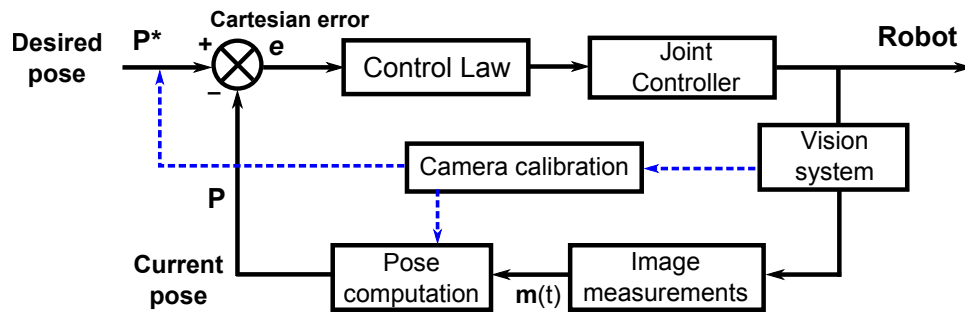 Desired
pose
P*
+
−
Cartesian error
e
Control Law
Joint
Controller
Robot
Vision
system
Camera calibration
P
Current
pose
Pose
computation
m(t)
Image
measurements